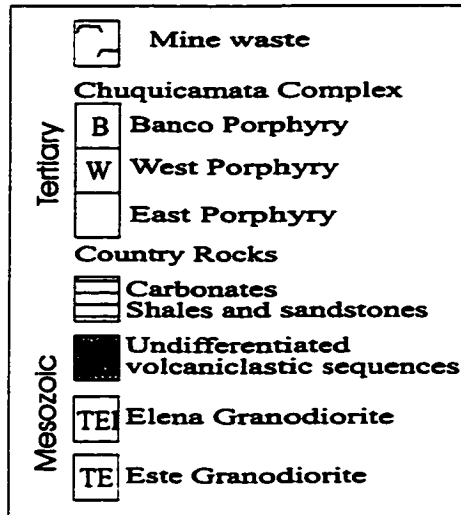 Mine waste
Chuquicamata Complex
Tertiary
B Banco Porphyry
W West Porphyry
East Porphyry
Country Rocks
Carbonates
Shales and sandstones
Mesozoic
Undifferentiated
volcaniclastic sequences
TEl Elena Granodiorite
TE Este Granodiorite